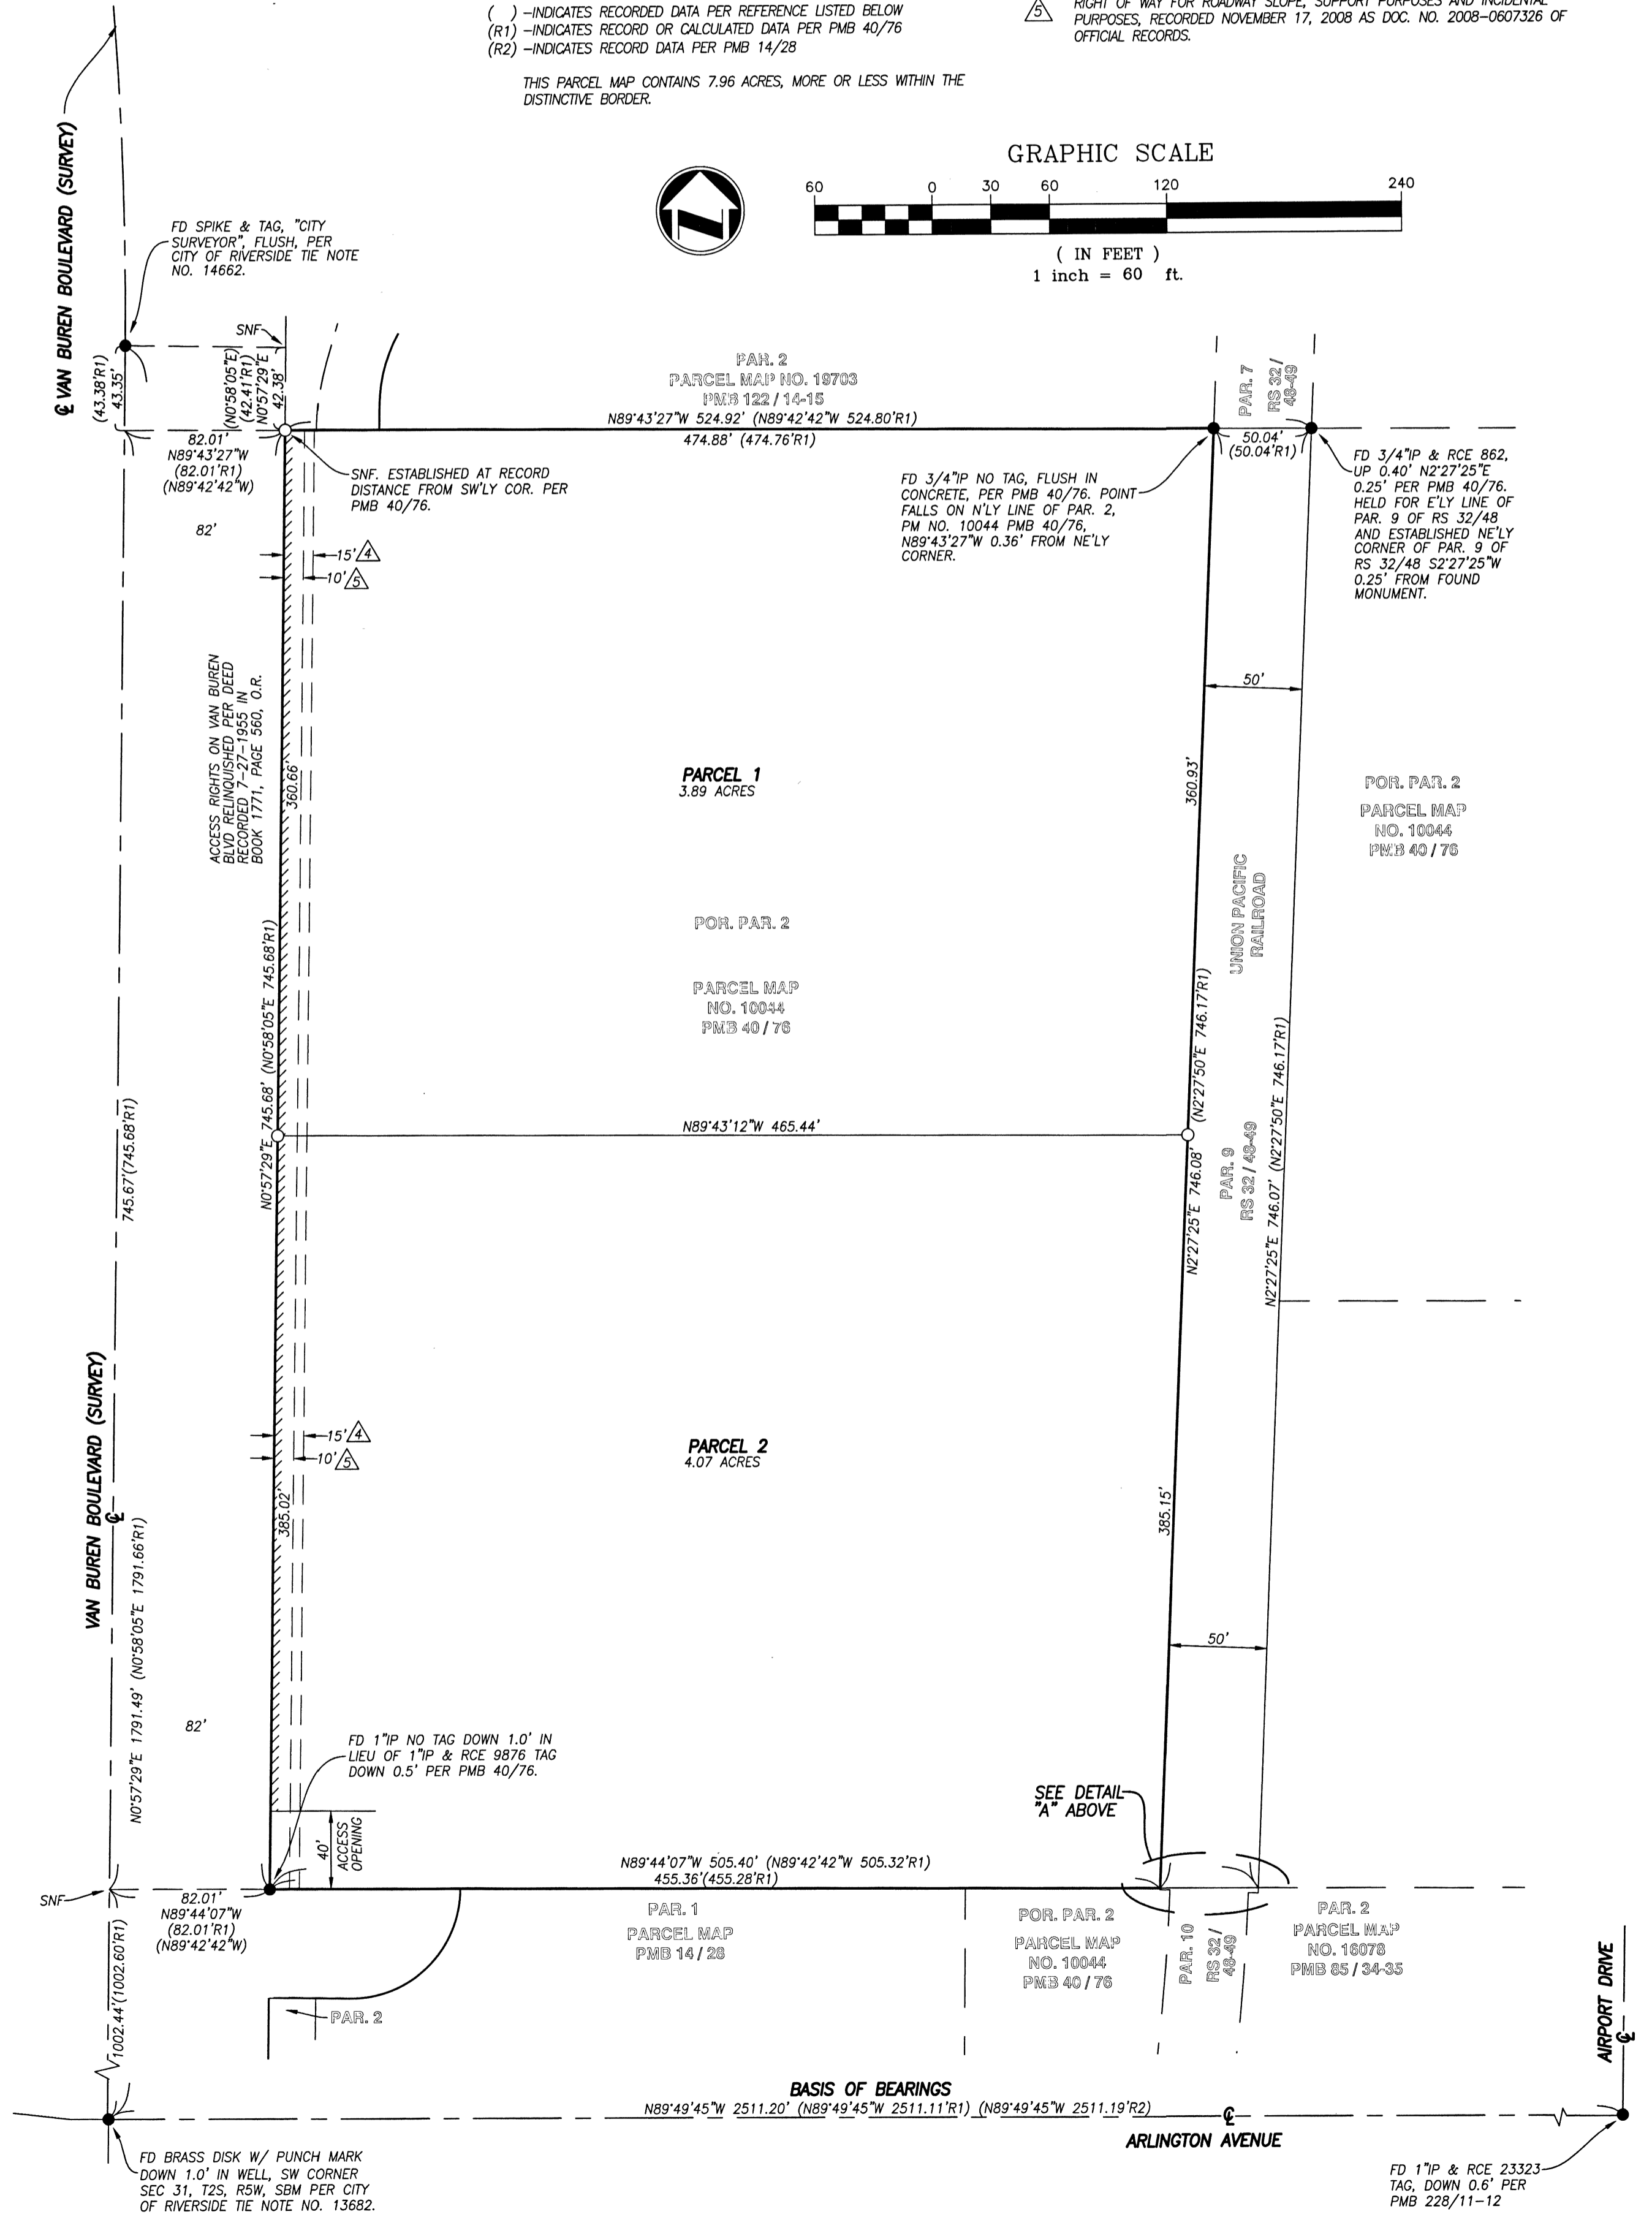 ( ) -INDICATES RECORDED DATA PER REFERENCE LISTED BELOW
(R1) -INDICATES RECORD OR CALCULATED DATA PER PMB 40/76
(R2) -INDICATES RECORD DATA PER PMB 14/28
THIS PARCEL MAP CONTAINS 7.96 ACRES, MORE OR LESS WITHIN THE
DISTINCTIVE BORDER.
5
RIGHT OF WAY FOR ROADWAY SLOPE, SUPPORT PURPOSES AND INCIDENTAL
PURPOSES, RECORDED NOVEMBER 17, 2008 AS DOC. NO. 2008-0607326 OF
OFFICIAL RECORDS.
GRAPHIC SCALE
60 0 30 60 120 240
( IN FEET )
1 inch = 60 ft.
N
℄ VAN BUREN BOULEVARD (SURVEY)
FD SPIKE & TAG, "CITY
SURVEYOR", FLUSH, PER
CITY OF RIVERSIDE TIE NOTE
NO. 14662.
SNF
(43.38'R1)
43.35'
(N0°58'05"E)
(42.41'R1)
N0°57'29"E
42.38'
82.01'
N89°43'27"W
(82.01'R1)
(N89°42'42"W)
82'
PAR. 2
PARCEL MAP NO. 19703
PMB 122 / 14-15
N89°43'27"W 524.92' (N89°42'42"W 524.80'R1)
474.88' (474.76'R1)
SNF. ESTABLISHED AT RECORD
DISTANCE FROM SW'LY COR. PER
PMB 40/76.
PAR. 7
RS 32 /
48-49
50.04'
(50.04'R1)
FD 3/4"IP NO TAG, FLUSH IN
CONCRETE, PER PMB 40/76. POINT
FALLS ON N'LY LINE OF PAR. 2,
PM NO. 10044 PMB 40/76,
N89°43'27"W 0.36' FROM NE'LY
CORNER.
FD 3/4"IP & RCE 862,
UP 0.40' N2°27'25"E
0.25' PER PMB 40/76.
HELD FOR E'LY LINE OF
PAR. 9 OF RS 32/48
AND ESTABLISHED NE'LY
CORNER OF PAR. 9 OF
RS 32/48 S2°27'25"W
0.25' FROM FOUND
MONUMENT.
15' 4
10' 5
ACCESS RIGHTS ON VAN BUREN
BLVD RELINQUISHED PER DEED
RECORDED 7-27-1955 IN
BOOK 1771, PAGE 560, O.R.
360.66'
PARCEL 1
3.89 ACRES
50'
360.93'
POR. PAR. 2
PARCEL MAP
NO. 10044
PMB 40 / 76
UNION PACIFIC
RAILROAD
POR. PAR. 2
PARCEL MAP
NO. 10044
PMB 40 / 76
N0°57'29"E 745.68' (N0°58'05"E 745.68'R1)
745.67'(745.68'R1)
N89°43'12"W 465.44'
N2°27'25"E 746.08' (N2°27'50"E 746.17'R1)
PAR. 9
RS 32 / 48-49
N2°27'25"E 746.07' (N2°27'50"E 746.17'R1)
VAN BUREN BOULEVARD (SURVEY)
℄
15' 4
10' 5
385.02'
PARCEL 2
4.07 ACRES
385.15'
50'
N0°57'29"E 1791.49' (N0°58'05"E 1791.66'R1)
82'
FD 1"IP NO TAG DOWN 1.0' IN
LIEU OF 1"IP & RCE 9876 TAG
DOWN 0.5' PER PMB 40/76.
40'
ACCESS
OPENING
SEE DETAIL
"A" ABOVE
N89°44'07"W 505.40' (N89°42'42"W 505.32'R1)
455.36'(455.28'R1)
SNF
82.01'
N89°44'07"W
(82.01'R1)
(N89°42'42"W)
1002.44'(1002.60'R1)
PAR. 1
PARCEL MAP
PMB 14 / 28
PAR. 2
POR. PAR. 2
PARCEL MAP
NO. 10044
PMB 40 / 76
PAR. 10
RS 32 /
48-49
PAR. 2
PARCEL MAP
NO. 16078
PMB 85 / 34-35
AIRPORT DRIVE
℄
BASIS OF BEARINGS
N89°49'45"W 2511.20' (N89°49'45"W 2511.11'R1) (N89°49'45"W 2511.19'R2)
℄
ARLINGTON AVENUE
FD BRASS DISK W/ PUNCH MARK
DOWN 1.0' IN WELL, SW CORNER
SEC 31, T2S, R5W, SBM PER CITY
OF RIVERSIDE TIE NOTE NO. 13682.
FD 1"IP & RCE 23323
TAG, DOWN 0.6' PER
PMB 228/11-12